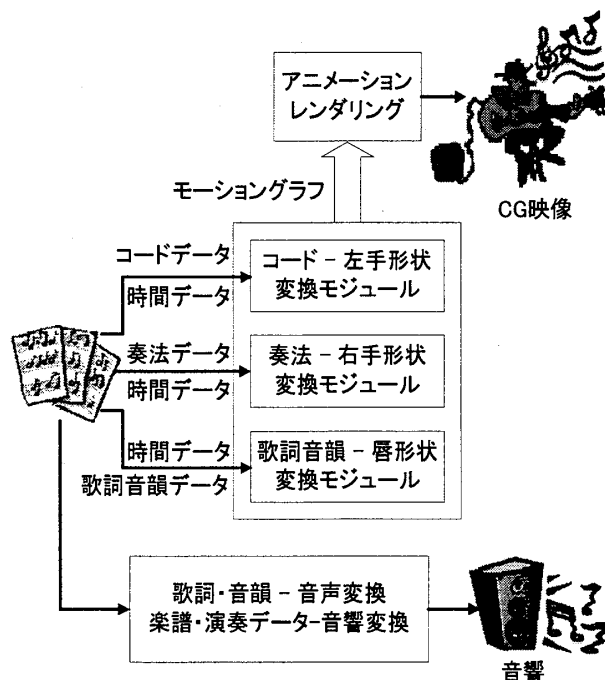 アニメーション
レンダリング
CG映像
モーショングラフ
コードデータ
時間データ
コード－左手形状
変換モジュール
奏法データ
時間データ
奏法－右手形状
変換モジュール
時間データ
歌詞音韻データ
歌詞音韻－唇形状
変換モジュール
歌詞・音韻－音声変換
楽譜・演奏データー音響変換
音響